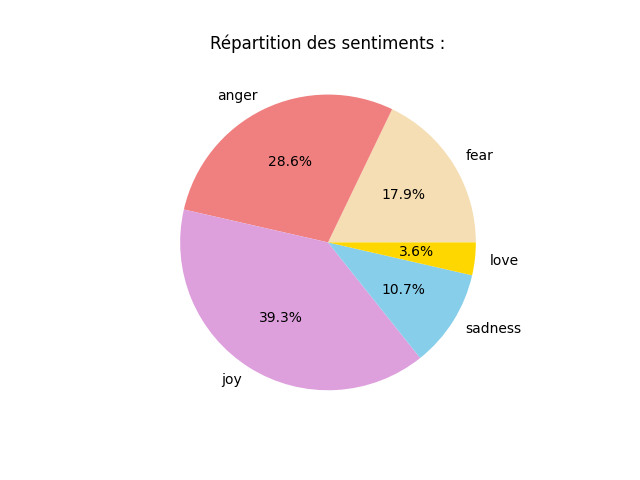 Répartition des sentiments :
anger
fear
28.6%
17.9%
3.6%
love
10.7%
39.3%
sadness
joy